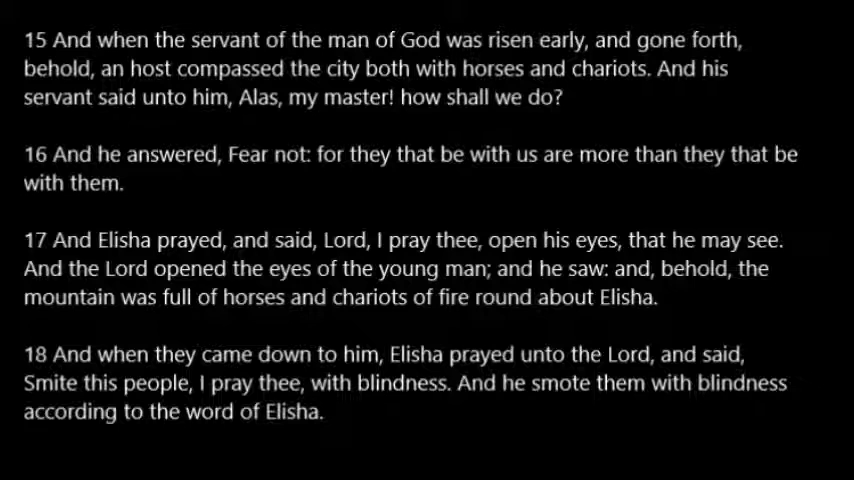 15 And when the servant of the man of God was risen early, and gone forth,
behold, an host compassed the city both with horses and chariots. And his
servant said unto him, Alas, my master! how shall we do?
16 And he answered, Fear not: for they that be with us are more than they that be
with them.
17 And Elisha prayed, and said, Lord, I pray thee, open his eyes, that he may see.
And the Lord opened the eyes of the young man; and he saw: and, behold, the
mountain was full of horses and chariots of fire round about Elisha.
18 And when they came down to him, Elisha prayed unto the Lord, and said,
Smite this people, I pray thee, with blindness. And he smote them with blindness
according to the word of Elisha.